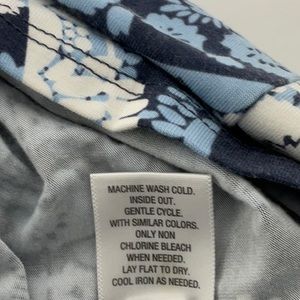 MACHINE WASH COLD.
INSIDE OUT.
GENTLE CYCLE.
WITH SIMILAR COLORS.
ONLY NON
CHLORINE BLEACH
WHEN NEEDED.
LAY FLAT TO DRY.
COOL IRON AS NEEDED.